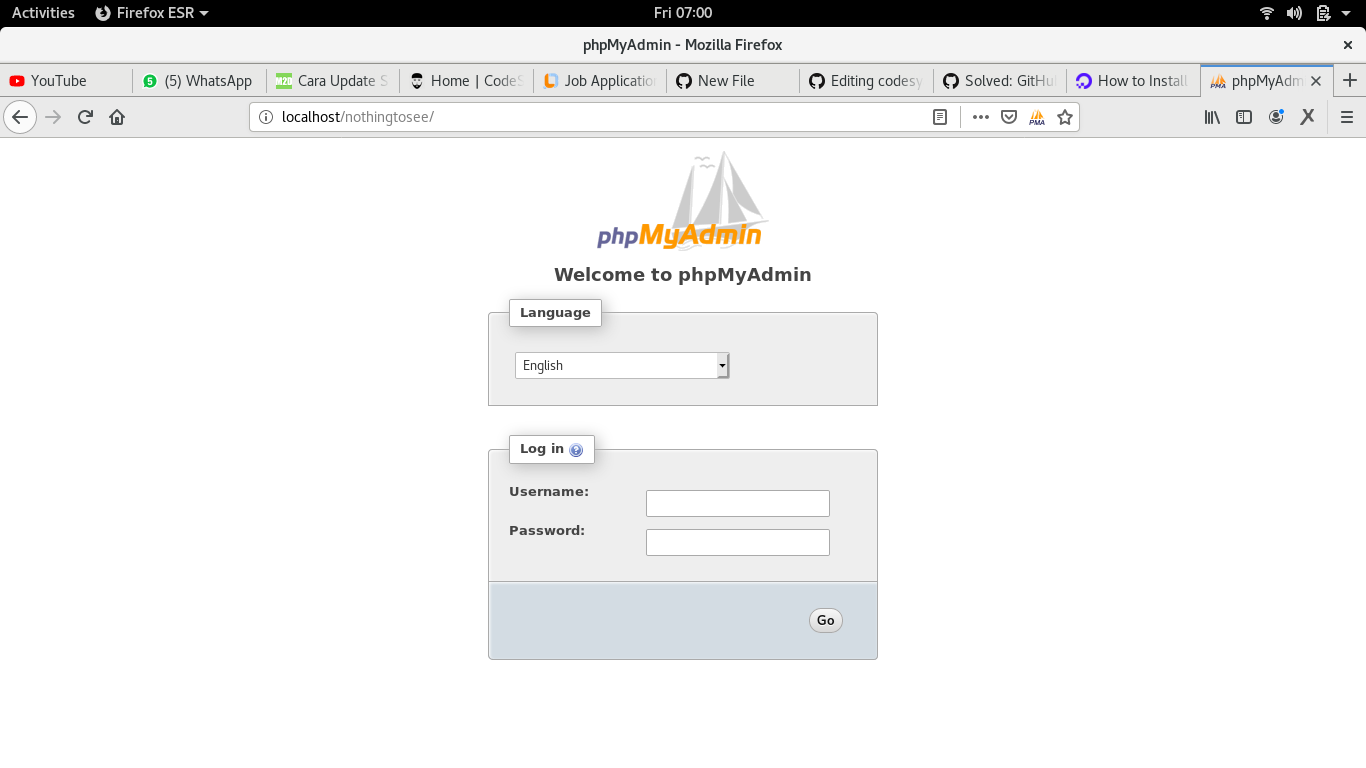 Activities Firefox ESR Fri 07:00
phpMyAdmin - Mozilla Firefox
YouTube (5) WhatsApp Cara Update S Home | CodeS Job Application New File Editing codesy Solved: GitHu How to Install phpMyAdm
localhost/nothingtosee/
phpMyAdmin
Welcome to phpMyAdmin
Language
English
Log in
Username:
Password:
Go